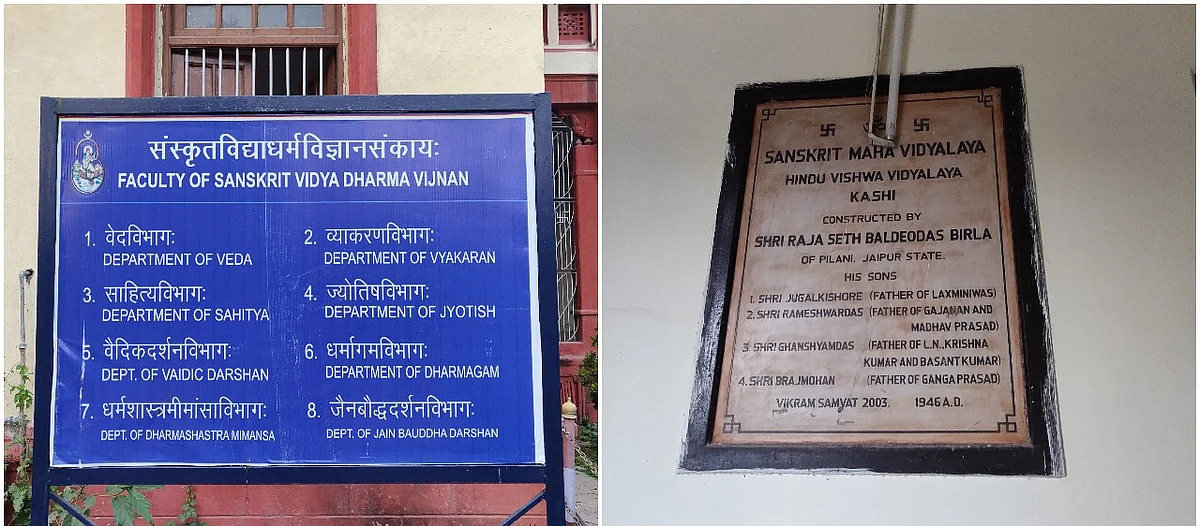 संस्कृतविद्याधर्मविज्ञानसंकायः
FACULTY OF SANSKRIT VIDYA DHARMA VIJNAN
1. वेदविभागः
DEPARTMENT OF VEDA
2. व्याकरणविभागः
DEPARTMENT OF VYAKARAN
3. साहित्यविभागः
DEPARTMENT OF SAHITYA
4. ज्योतिषविभागः
DEPARTMENT OF JYOTISH
5. वैदिकदर्शनविभागः
DEPT. OF VAIDIC DARSHAN
6. धर्मागमविभागः
DEPARTMENT OF DHARMAGAM
7. धर्मशास्त्रमीमांसाविभागः
DEPT. OF DHARMASHASTRA MIMANSA
8. जैनबौद्धदर्शनविभागः
DEPT. OF JAIN BAUDDHA DARSHAN
卐 ॐ 卐
SANSKRIT MAHA VIDYALAYA
HINDU VISHWA VIDYALAYA
KASHI
CONSTRUCTED BY
SHRI RAJA SETH BALDEODAS BIRLA
OF PILANI, JAIPUR STATE.
HIS SONS
1. SHRI JUGALKISHORE (FATHER OF LAXMINIWAS)
2. SHRI RAMESHWARDAS (FATHER OF GAJANAN AND
MADHAV PRASAD)
3. SHRI GHANSHYAMDAS (FATHER OF L.N., KRISHNA
KUMAR AND BASANT KUMAR)
4. SHRI BRAJMOHAN (FATHER OF GANGA PRASAD)
VIKRAM SAMVAT 2003. 1946 A.D.